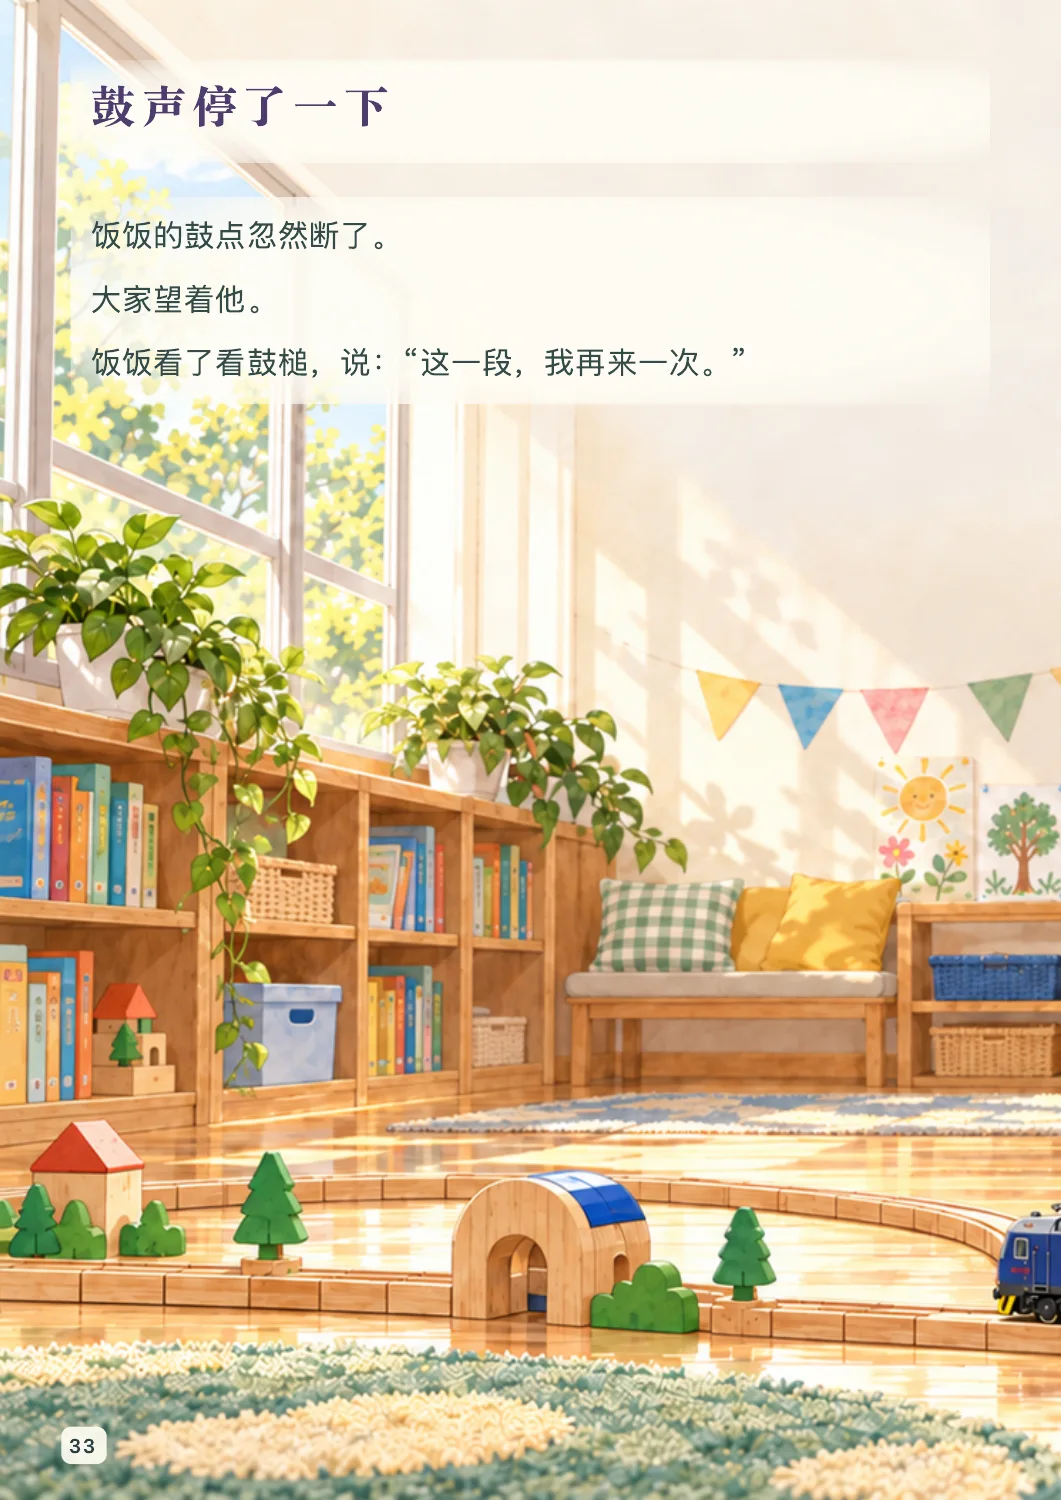 鼓声停了一下
饭饭的鼓点忽然断了。
大家望着他。
饭饭看了看鼓槌，说：“这一段，我再来一次。”
33